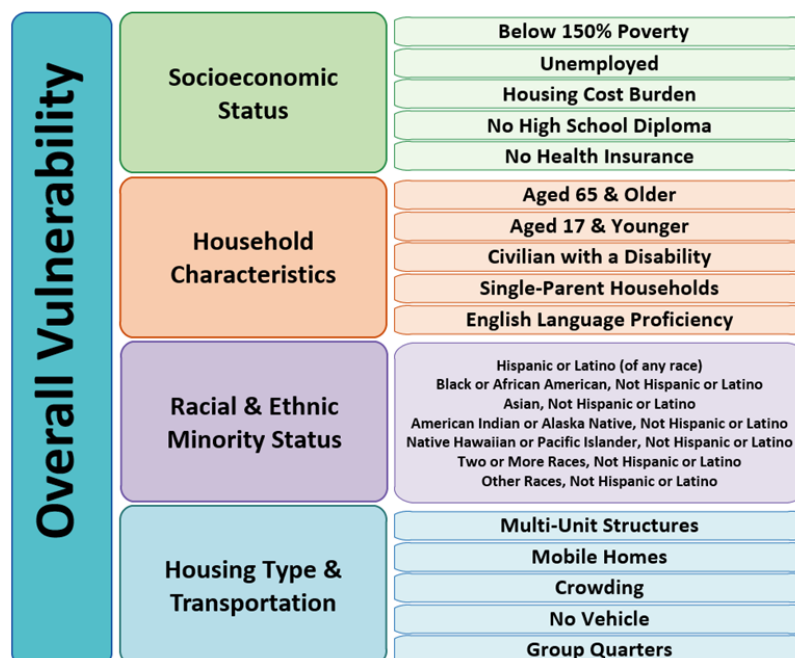 Overall Vulnerability
Socioeconomic
Status
Below 150% Poverty
Unemployed
Housing Cost Burden
No High School Diploma
No Health Insurance
Household
Characteristics
Aged 65 & Older
Aged 17 & Younger
Civilian with a Disability
Single-Parent Households
English Language Proficiency
Racial & Ethnic
Minority Status
Hispanic or Latino (of any race)
Black or African American, Not Hispanic or Latino
Asian, Not Hispanic or Latino
American Indian or Alaska Native, Not Hispanic or Latino
Native Hawaiian or Pacific Islander, Not Hispanic or Latino
Two or More Races, Not Hispanic or Latino
Other Races, Not Hispanic or Latino
Housing Type &
Transportation
Multi-Unit Structures
Mobile Homes
Crowding
No Vehicle
Group Quarters